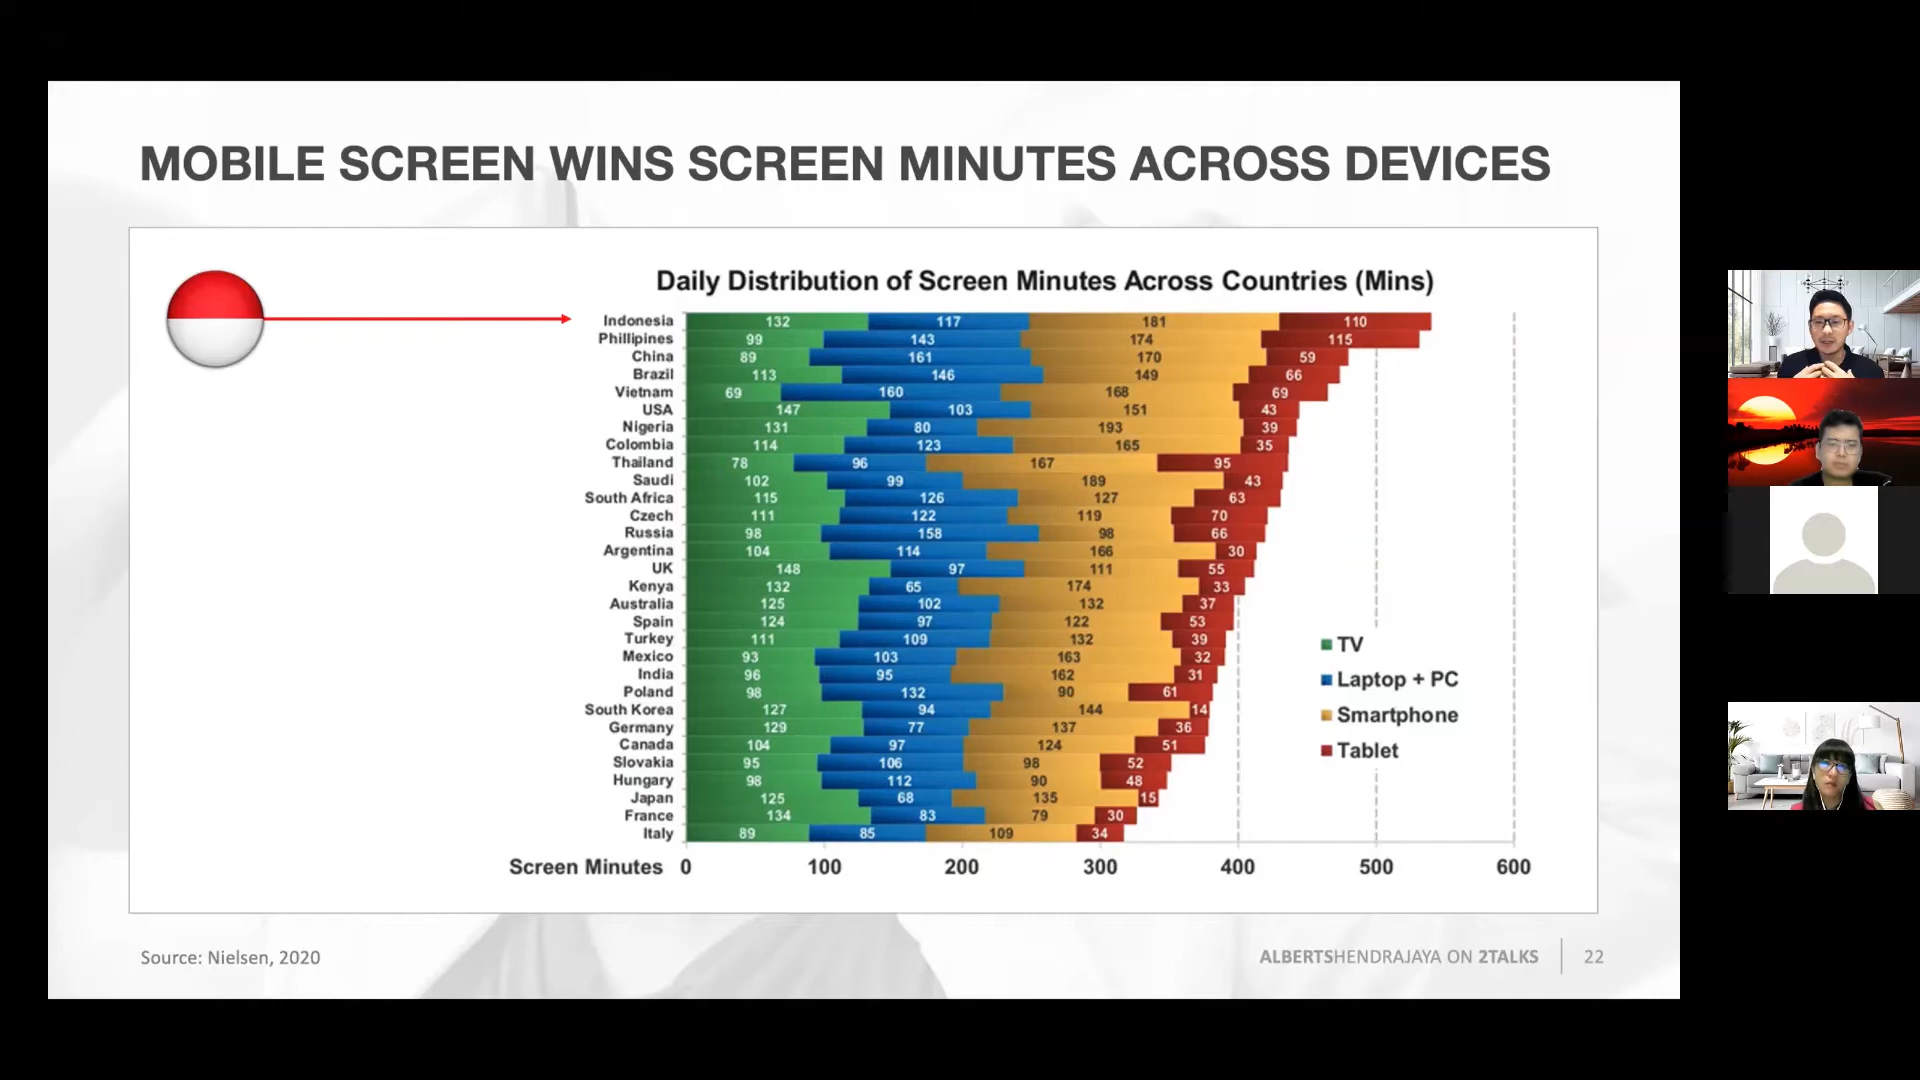 MOBILE SCREEN WINS SCREEN MINUTES ACROSS DEVICES
Daily Distribution of Screen Minutes Across Countries (Mins)
Indonesia 132 117 181 110
Phillipines 99 143 174 115
China 89 161 170 59
Brazil 113 146 149 66
Vietnam 69 160 168 69
USA 147 103 151 43
Nigeria 131 80 193 39
Colombia 114 123 165 35
Thailand 78 96 167 95
Saudi 102 99 189 43
South Africa 115 126 127 63
Czech 111 122 119 70
Russia 98 158 98 66
Argentina 104 114 166 30
UK 148 97 111 55
Kenya 132 65 174 33
Australia 125 102 132 37
Spain 124 97 122 53
Turkey 111 109 132 39
Mexico 93 103 163 32
India 96 95 162 31
Poland 98 132 90 61
South Korea 127 94 144 14
Germany 129 77 137 36
Canada 104 97 124 51
Slovakia 95 106 98 52
Hungary 98 112 90 48
Japan 125 68 135 15
France 134 83 79 30
Italy 89 85 109 34
Screen Minutes 0 100 200 300 400 500 600
TV
Laptop + PC
Smartphone
Tablet
Source: Nielsen, 2020
ALBERTSHENDRAJAYA ON 2TALKS 22